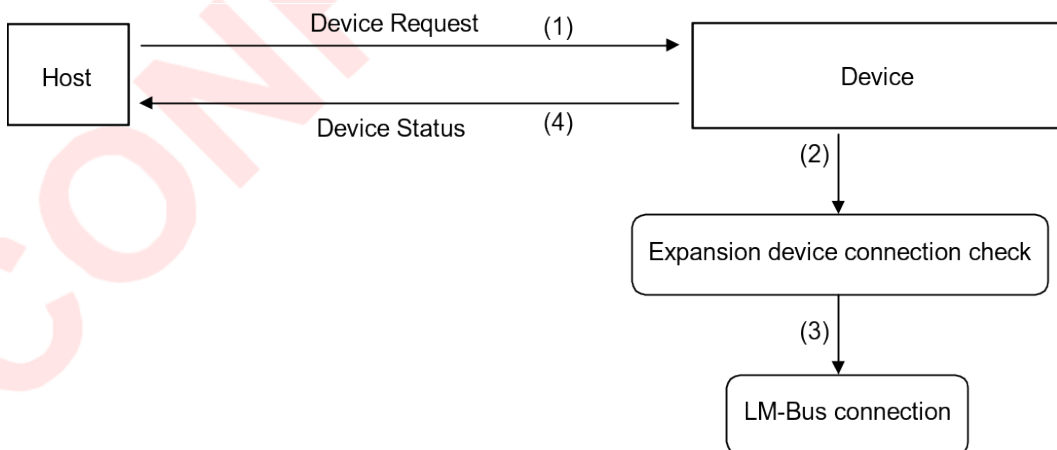 Device Request (1)
Host
Device
Device Status (4)
(2)
Expansion device connection check
(3)
LM-Bus connection